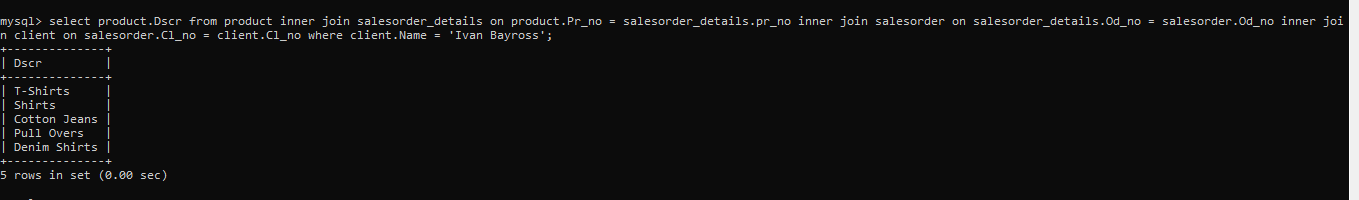 mysql> select product.Dscr from product inner join salesorder_details on product.Pr_no = salesorder_details.pr_no inner join salesorder on salesorder_details.Od_no = salesorder.Od_no inner joi
n client on salesorder.Cl_no = client.Cl_no where client.Name = 'Ivan Bayross';
+--------------+
| Dscr         |
+--------------+
| T-Shirts     |
| Shirts       |
| Cotton Jeans |
| Pull Overs   |
| Denim Shirts |
+--------------+
5 rows in set (0.00 sec)